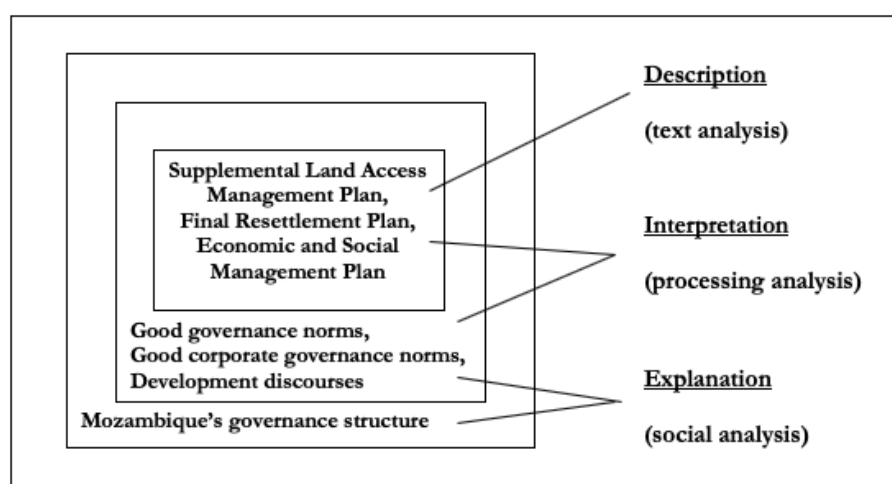 Supplemental Land Access
Management Plan,
Final Resettlement Plan,
Economic and Social
Management Plan
Good governance norms,
Good corporate governance norms,
Development discourses
Mozambique’s governance structure
Description
(text analysis)
Interpretation
(processing analysis)
Explanation
(social analysis)